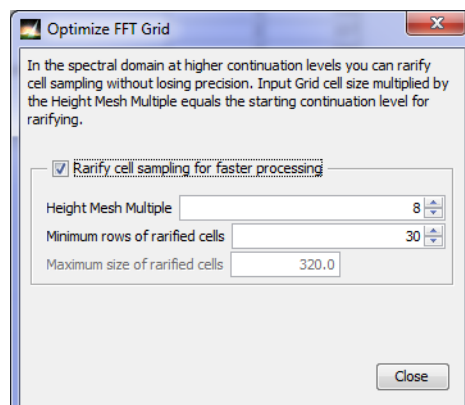 Optimize FFT Grid
In the spectral domain at higher continuation levels you can rarify
cell sampling without losing precision. Input Grid cell size multiplied by
the Height Mesh Multiple equals the starting continuation level for
rarifying.
Rarify cell sampling for faster processing
Height Mesh Multiple 8
Minimum rows of rarified cells 30
Maximum size of rarified cells 320.0
Close